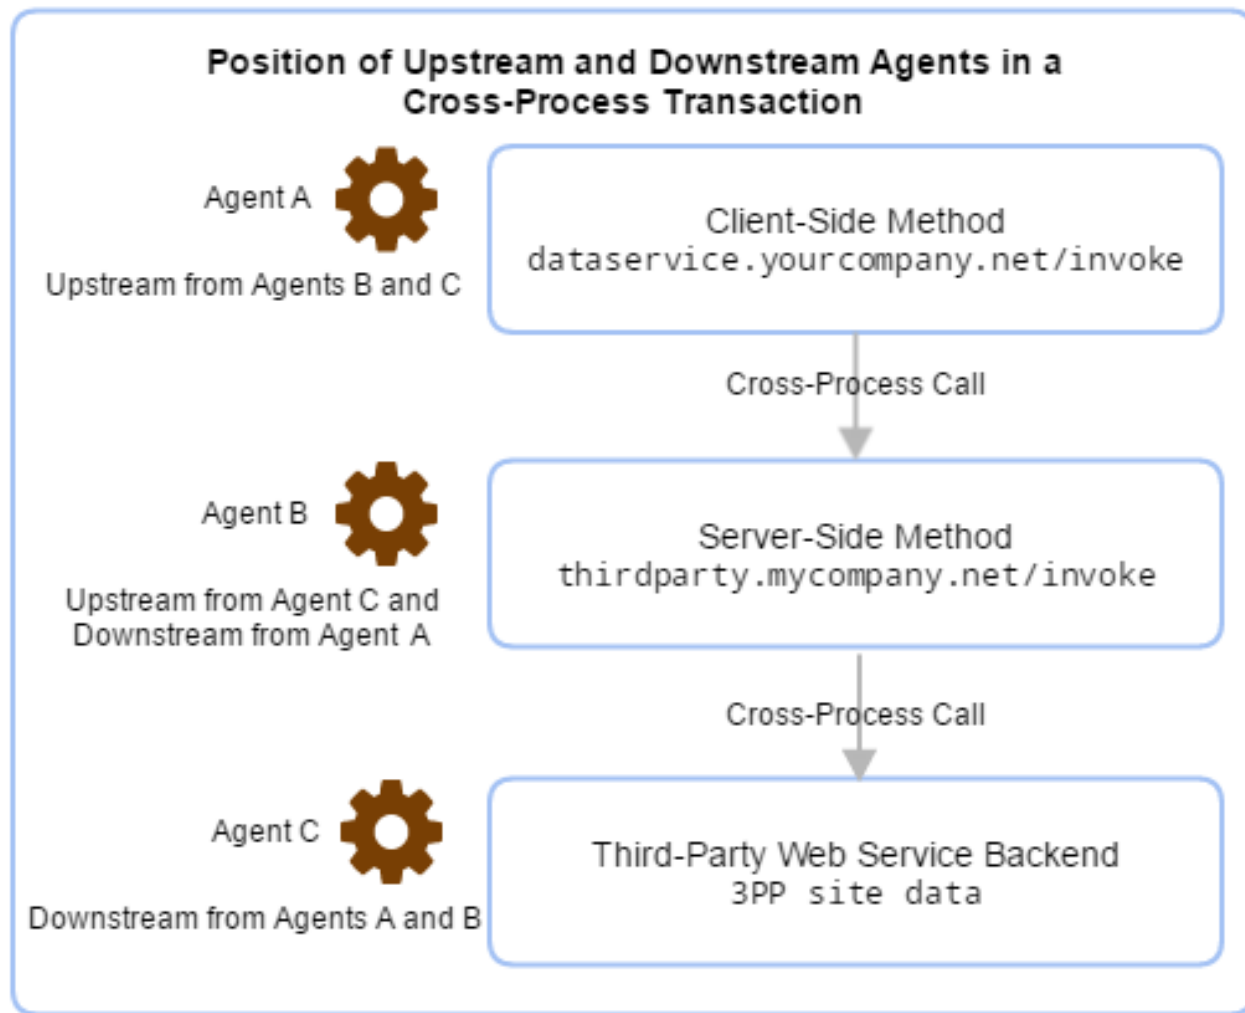 Position of Upstream and Downstream Agents in a
Cross-Process Transaction
Agent A
Upstream from Agents B and C
Client-Side Method
dataservice.yourcompany.net/invoke
Cross-Process Call
Agent B
Upstream from Agent C and
Downstream from Agent A
Server-Side Method
thirdparty.mycompany.net/invoke
Cross-Process Call
Agent C
Downstream from Agents A and B
Third-Party Web Service Backend
3PP site data